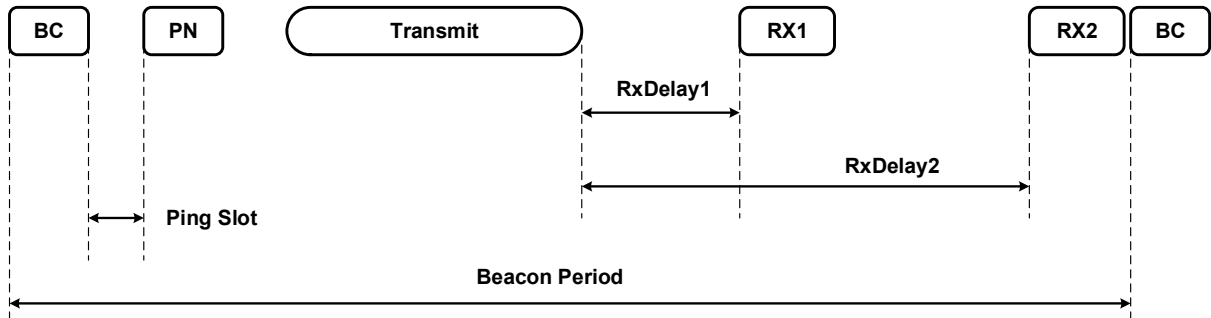 BC
PN
Transmit
RX1
RX2
BC
RxDelay1
RxDelay2
Ping Slot
Beacon Period